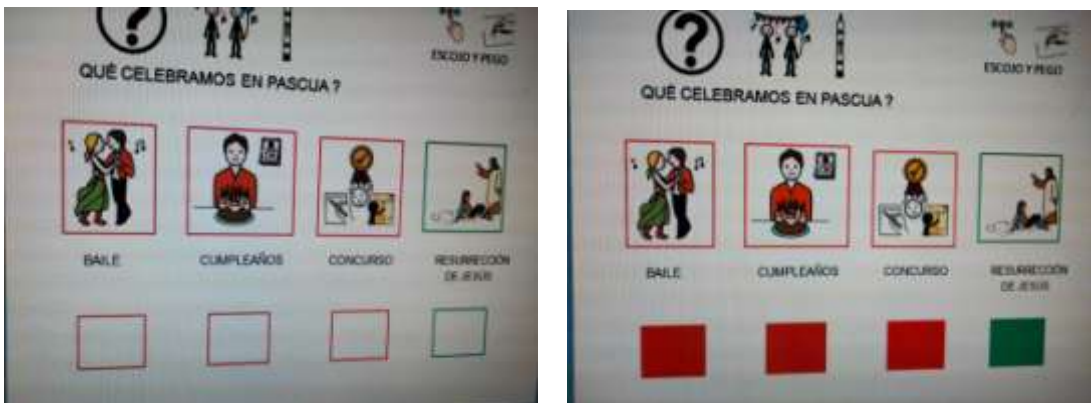 ESCOJO Y PEGO
QUÉ CELEBRAMOS EN PASCUA ?
BAILE
CUMPLEAÑOS
CONCURSO
RESURRECCIÓN
DE JESÚS
ESCOJO Y PEGO
QUÉ CELEBRAMOS EN PASCUA ?
BAILE
CUMPLEAÑOS
CONCURSO
RESURRECCIÓN
DE JESÚS